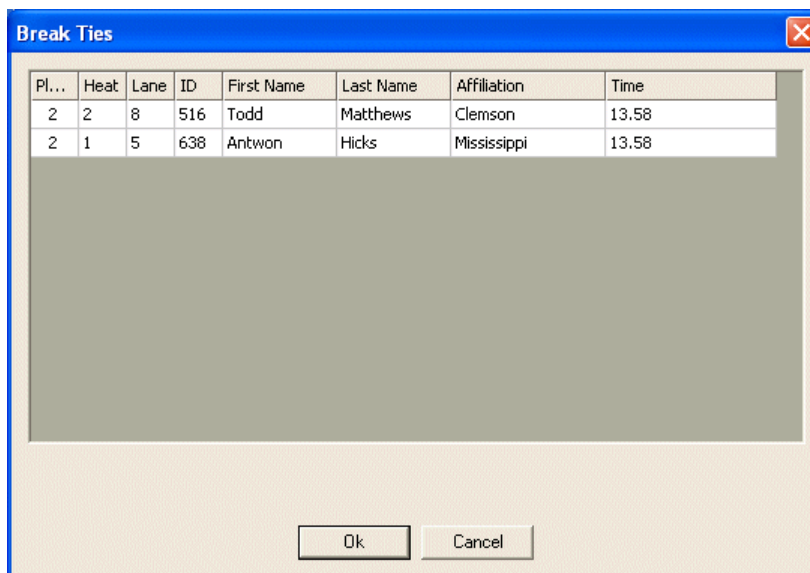 Break Ties
Pl... Heat Lane ID First Name Last Name Affiliation Time
2 2 8 516 Todd Matthews Clemson 13.58
2 1 5 638 Antwon Hicks Mississippi 13.58
Ok Cancel